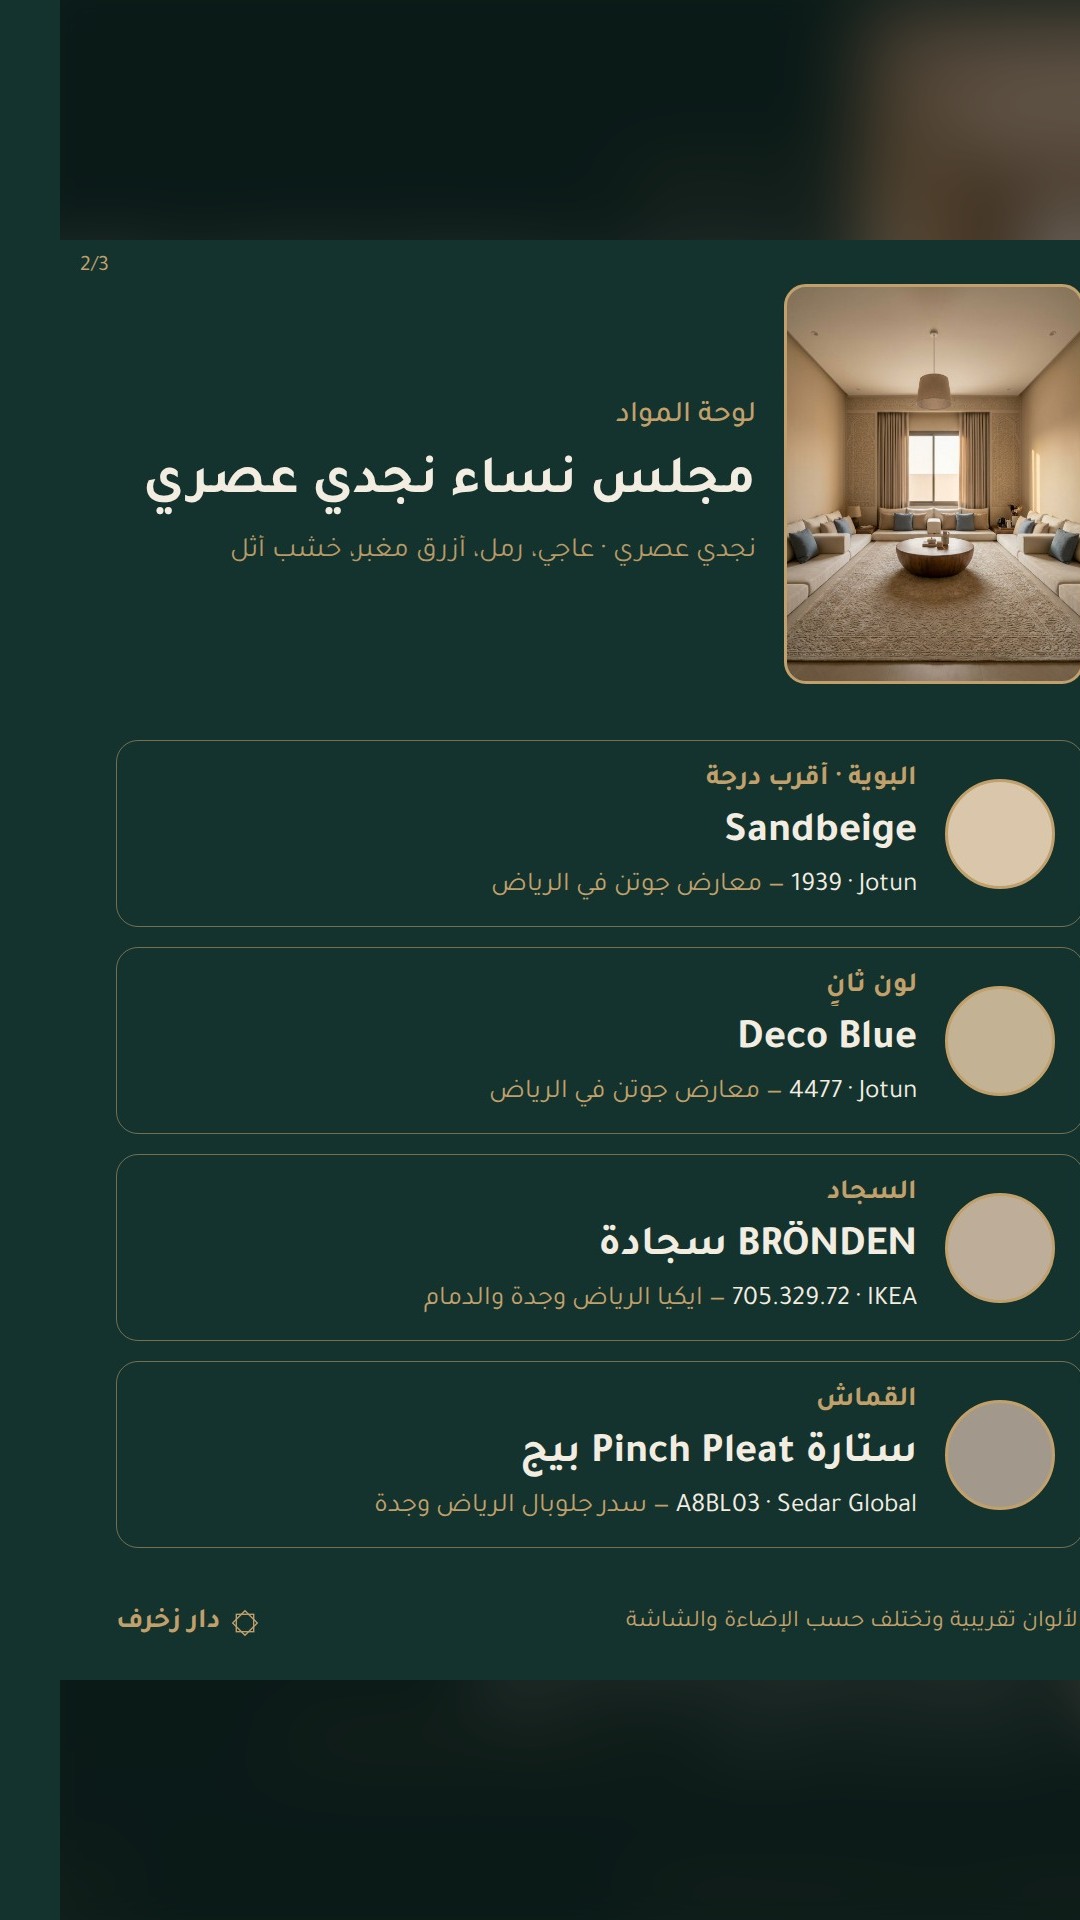 2/3
لوحة المواد
مجلس نساء نجدي عصري
نجدي عصري · عاجي، رمل، أزرق مغبر، خشب أثل
البوية · أقرب درجة
Sandbeige
Jotun · 1939 — معارض جوتن في الرياض
لون ثانٍ
Deco Blue
Jotun · 4477 — معارض جوتن في الرياض
السجاد
BRÖNDEN سجادة
IKEA · 705.329.72 — ايكيا الرياض وجدة والدمام
القماش
ستارة Pinch Pleat بيج
Sedar Global · A8BL03 — سدر جلوبال الرياض وجدة
لألوان تقريبية وتختلف حسب الإضاءة والشاشة
دار زخرف